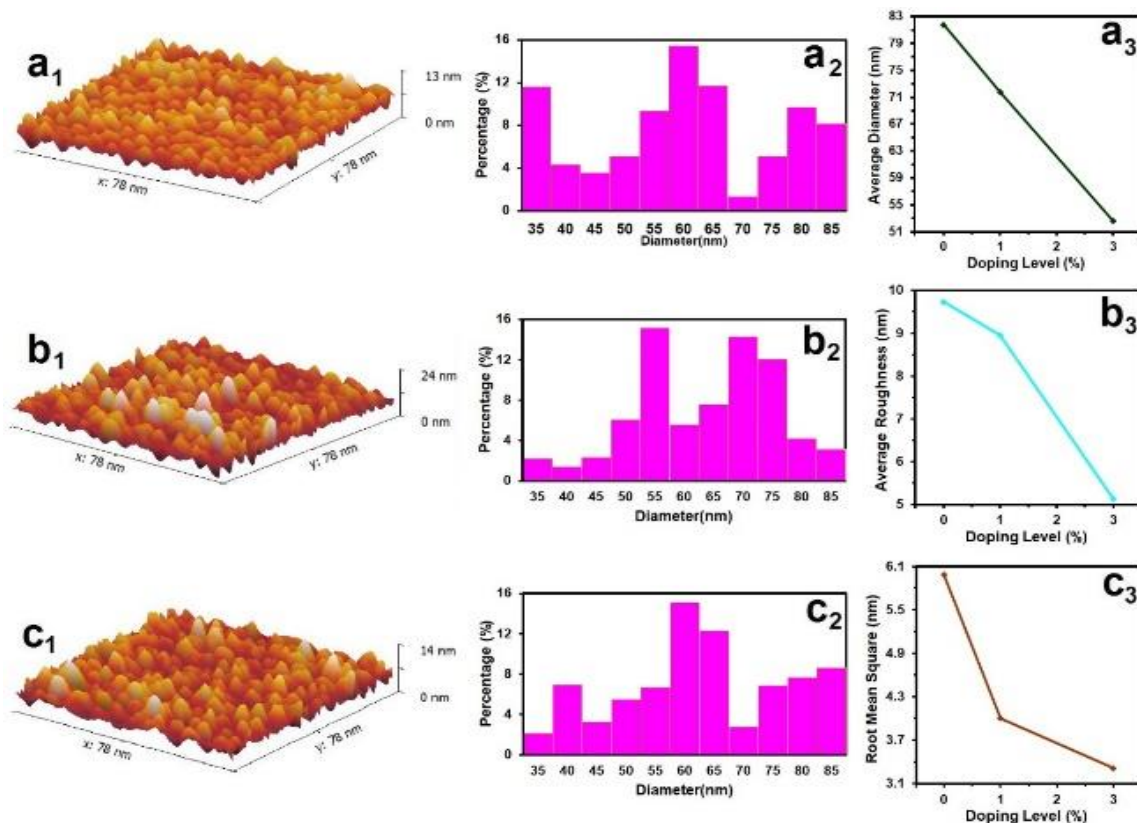 a1
13 nm
0 nm
x: 78 nm
y: 78 nm
a2
Percentage (%)
16
12
8
4
0
35 40 45 50 55 60 65 70 75 80 85
Diameter(nm)
a3
Average Diameter (nm)
83
79
75
71
67
63
59
55
51
0 1 2 3
Doping Level (%)
b1
24 nm
0 nm
x: 78 nm
y: 78 nm
b2
Percentage (%)
16
12
8
4
0
35 40 45 50 55 60 65 70 75 80 85
Diameter(nm)
b3
Average Roughness (nm)
10
9
8
7
6
5
0 1 2 3
Doping Level (%)
c1
14 nm
0 nm
x: 78 nm
y: 78 nm
c2
Percentage (%)
16
12
8
4
0
35 40 45 50 55 60 65 70 75 80 85
Diameter(nm)
c3
Root Mean Square (nm)
6.1
5.5
4.9
4.3
3.7
3.1
0 1 2 3
Doping Level (%)